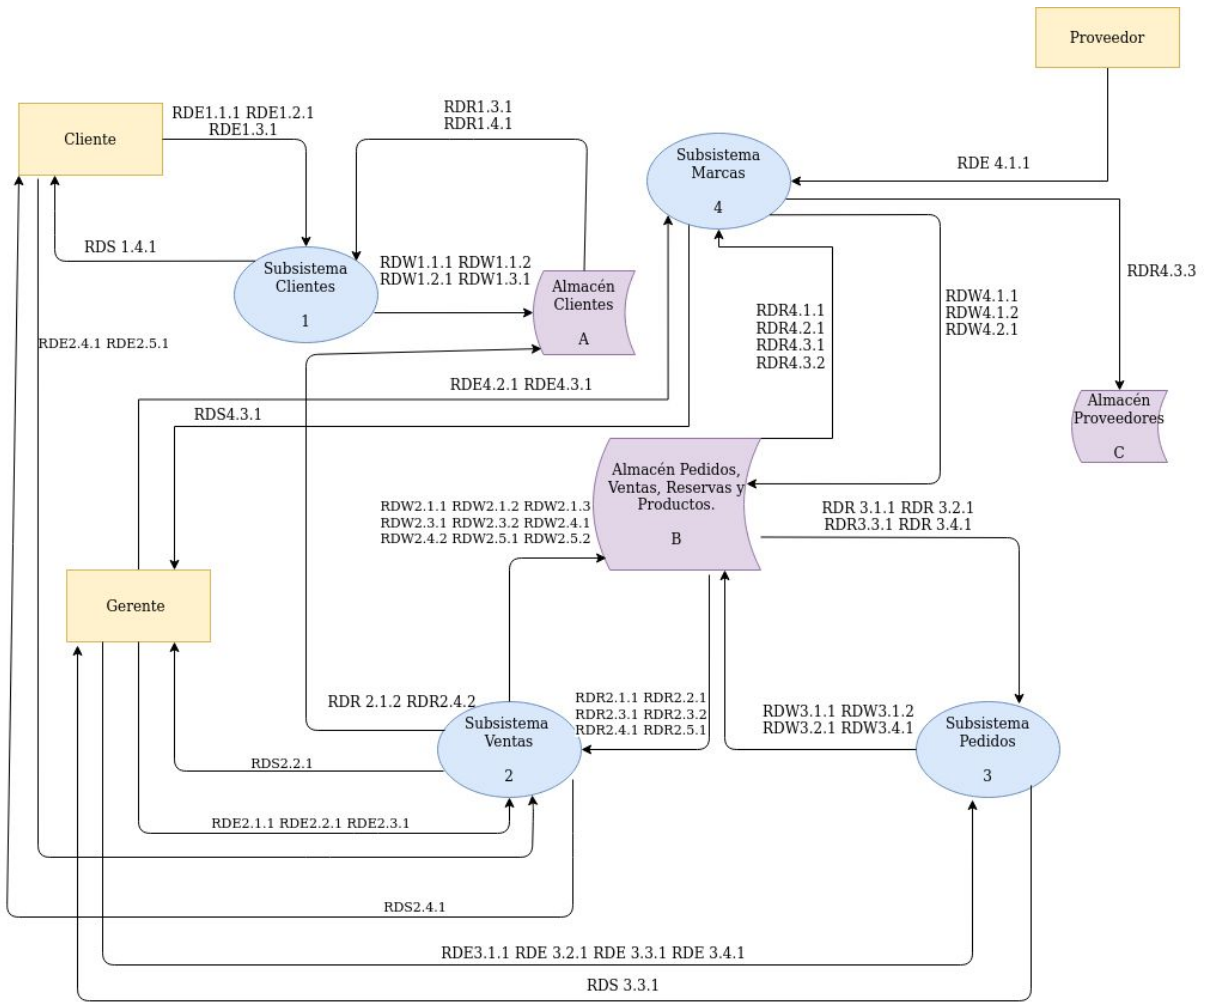 Proveedor
RDE1.1.1 RDE1.2.1
RDE1.3.1
RDR1.3.1
RDR1.4.1
Cliente
Subsistema
Marcas
4
RDE 4.1.1
RDS 1.4.1
Subsistema
Clientes
1
RDW1.1.1 RDW1.1.2
RDW1.2.1 RDW1.3.1
Almacén
Clientes
A
RDR4.3.3
RDR4.1.1
RDR4.2.1
RDR4.3.1
RDR4.3.2
RDW4.1.1
RDW4.1.2
RDW4.2.1
RDE2.4.1 RDE2.5.1
RDE4.2.1 RDE4.3.1
RDS4.3.1
Almacén
Proveedores
C
Almacén Pedidos,
Ventas, Reservas y
Productos.
B
RDW2.1.1 RDW2.1.2 RDW2.1.3
RDW2.3.1 RDW2.3.2 RDW2.4.1
RDW2.4.2 RDW2.5.1 RDW2.5.2
RDR 3.1.1 RDR 3.2.1
RDR3.3.1 RDR 3.4.1
Gerente
RDR 2.1.2 RDR2.4.2
RDR2.1.1 RDR2.2.1
RDR2.3.1 RDR2.3.2
RDR2.4.1 RDR2.5.1
RDW3.1.1 RDW3.1.2
RDW3.2.1 RDW3.4.1
Subsistema
Ventas
2
Subsistema
Pedidos
3
RDS2.2.1
RDE2.1.1 RDE2.2.1 RDE2.3.1
RDS2.4.1
RDE3.1.1 RDE 3.2.1 RDE 3.3.1 RDE 3.4.1
RDS 3.3.1